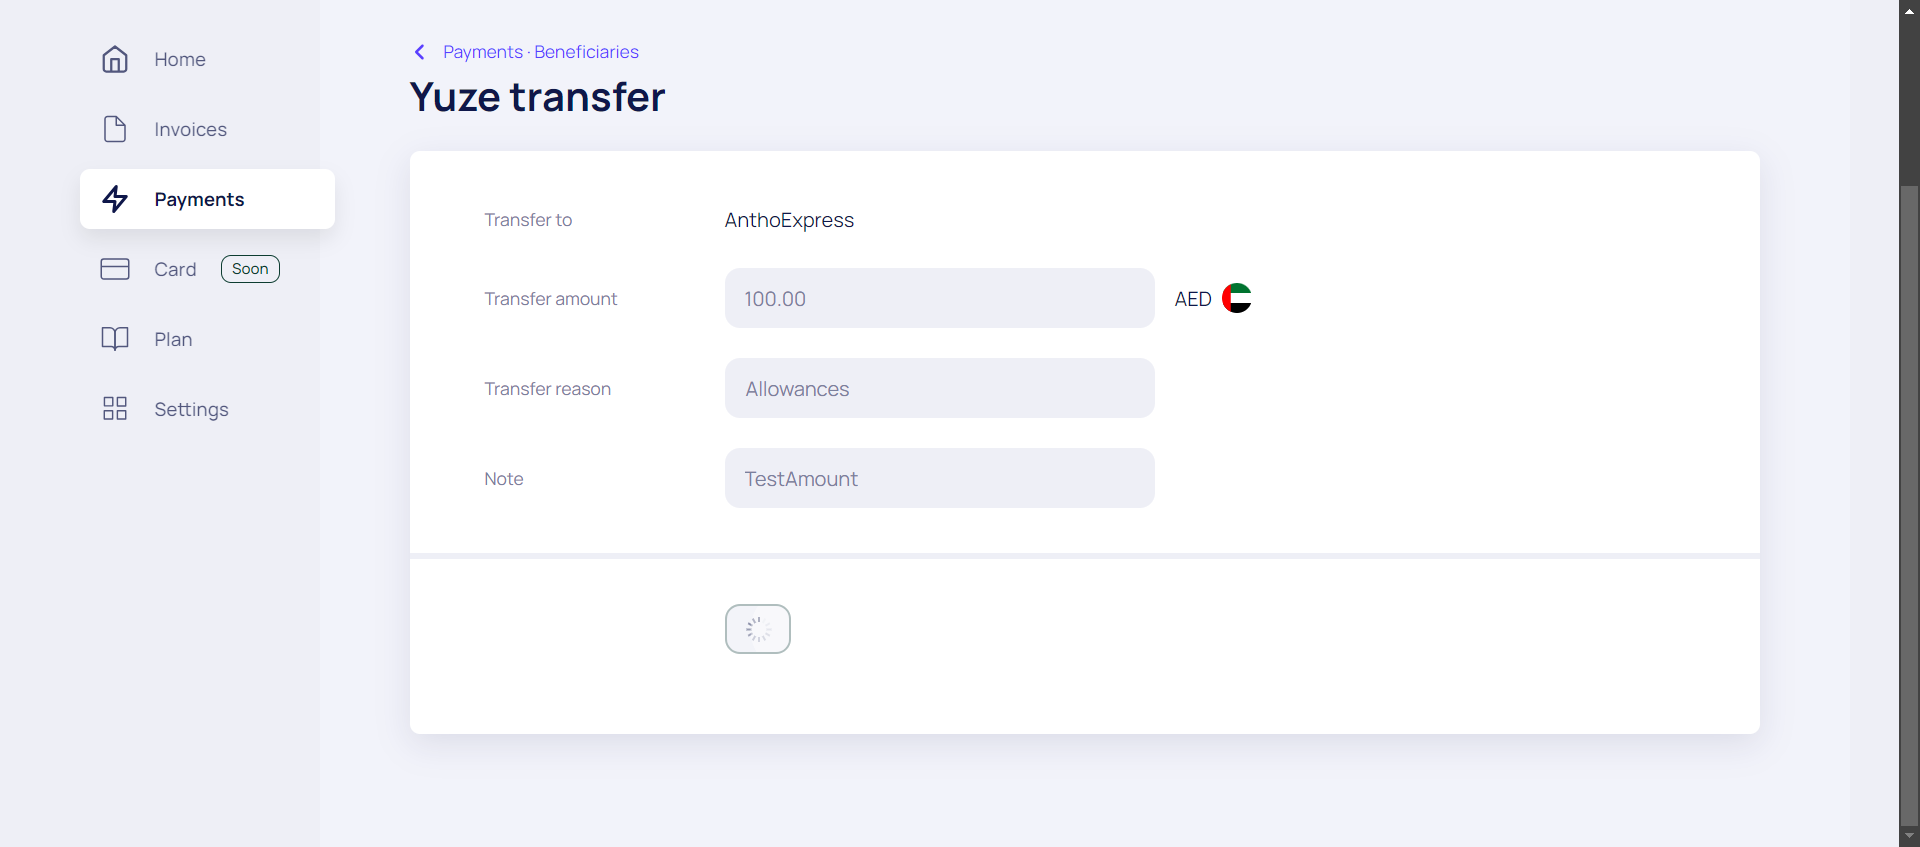 Home
Invoices
Payments
Card Soon
Plan
Settings
Payments · Beneficiaries
Yuze transfer
Transfer to AnthoExpress
Transfer amount 100.00 AED
Transfer reason Allowances
Note TestAmount